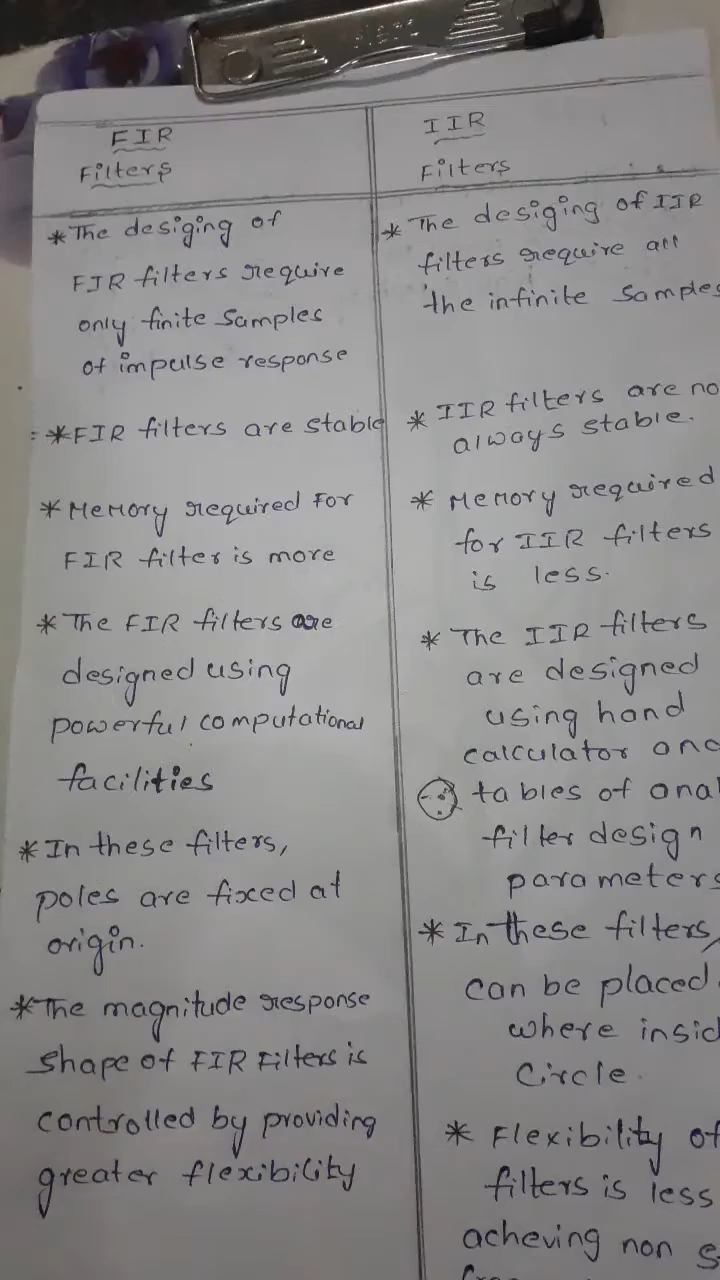 FIR
Filters
* The desiging of
FIR filters require
only finite samples
of impulse response
* FIR filters are stable
* Memory required For
FIR filter is more
* The FIR filters are
designed using
powerful computational
facilities
* In these filters,
poles are fixed at
origin.
* The magnitude response
shape of FIR Filters is
controlled by providing
greater flexibility
IIR
Filters
* The desiging of IIR
filters require all
the infinite samples
* IIR filters are no
always stable.
* Memory required
for IIR filters
is less.
* The IIR filters
are designed
using hand
calculator and
tables of anal
filter design
parameters
* In these filters,
can be placed
where insid
circle.
* Flexibility of
filters is less
acheving non s